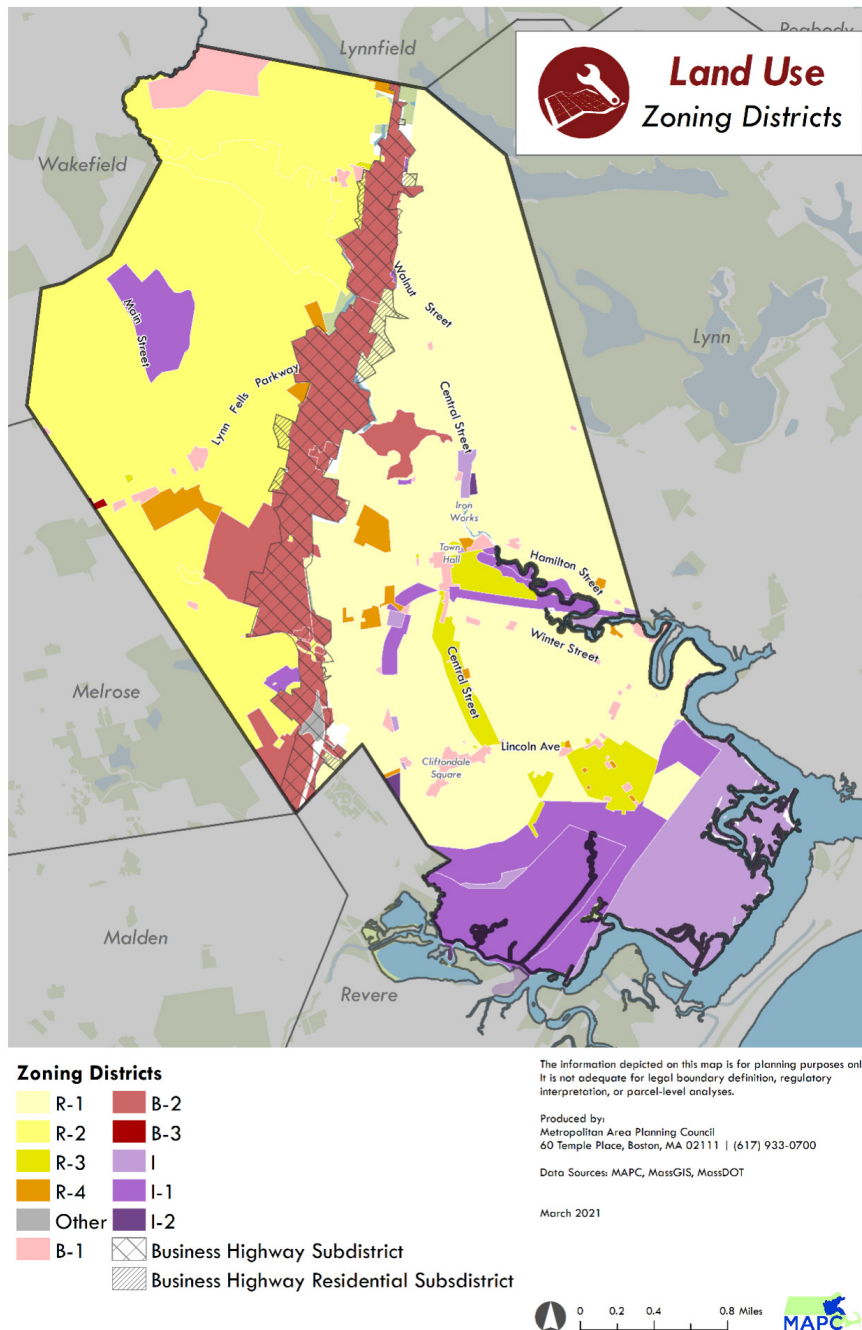 Peabody
Lynnfield
Land Use
Zoning Districts
Wakefield
Walnut Street
Main Street
Lynn
Lynn Fells Parkway
Central Street
Iron
Works
Town
Hall
Hamilton Street
Winter Street
Central Street
Melrose
Lincoln Ave
Cliftondale
Square
Malden
Revere
Zoning Districts
R-1
R-2
R-3
R-4
Other
B-1
B-2
B-3
I
I-1
I-2
Business Highway Subdistrict
Business Highway Residential Subsdistrict
The information depicted on this map is for planning purposes onl
It is not adequate for legal boundary definition, regulatory
interpretation, or parcel-level analyses.
Produced by:
Metropolitan Area Planning Council
60 Temple Place, Boston, MA 02111 | (617) 933-0700
Data Sources: MAPC, MassGIS, MassDOT
March 2021
0 0.2 0.4 0.8 Miles
MAPC